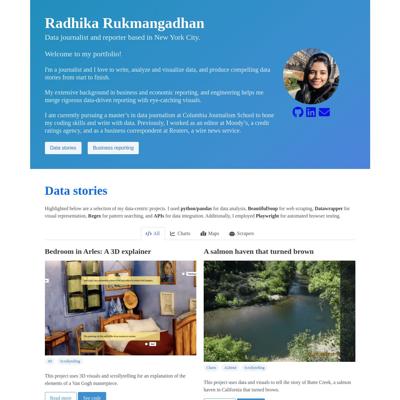 Radhika Rukmangadhan
Data journalist and reporter based in New York City.
Welcome to my portfolio!
I'm a journalist and I love to write, analyze and visualize data, and produce compelling data
stories from start to finish.
My extensive background in business and economic reporting, and engineering helps me
merge rigorous data-driven reporting with eye-catching visuals.
I am currently pursuing a master's in data journalism at Columbia Journalism School to hone
my coding skills and write with data. Previously, I worked as an editor at Moody's, a credit
ratings agency, and as a business correspondent at Reuters, a wire news service.
Data stories
Business reporting
Data stories
Highlighted below are a selection of my data-centric projects. I used python/pandas for data analysis, BeautifulSoup for web scraping, Datawrapper for
visual representation, Regex for pattern searching, and APIs for data integration. Additionally, I employed Playwright for automated browser testing.
All
Charts
Maps
Scrapers
Bedroom in Arles: A 3D explainer
A salmon haven that turned brown
3D
Scrollytelling
This project uses 3D visuals and scrollytelling for an explanation of the
elements of a Van Gogh masterpiece.
Read more
See code
Charts
AI2html
Scrollytelling
This project uses data and visuals to tell the story of Butte Creek, a salmon
haven in California that turned brown.